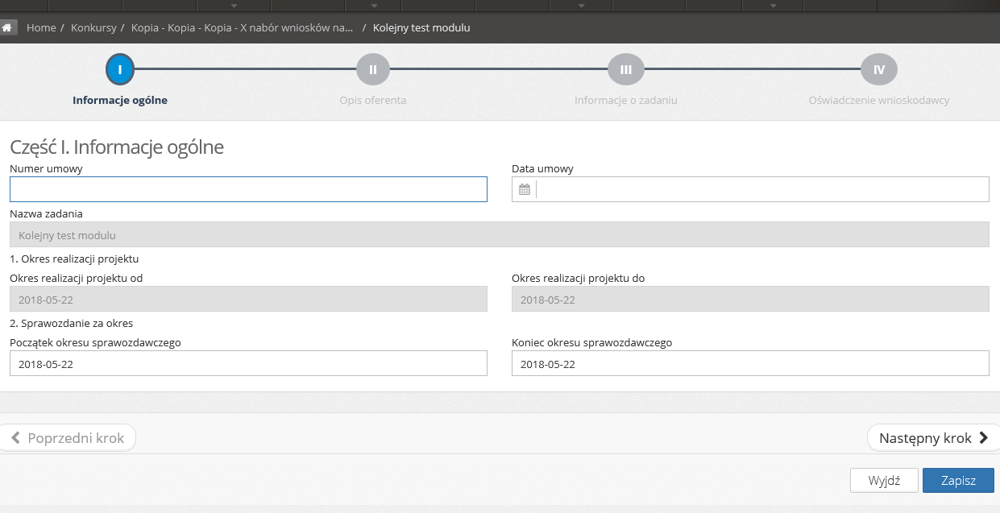 Home / Konkursy / Kopia - Kopia - Kopia - X nabór wniosków na... / Kolejny test modulu
I II III IV
Informacje ogólne Opis oferenta Informacje o zadaniu Oświadczenie wnioskodawcy
Część I. Informacje ogólne
Numer umowy Data umowy
Nazwa zadania
Kolejny test modulu
1. Okres realizacji projektu
Okres realizacji projektu od Okres realizacji projektu do
2018-05-22 2018-05-22
2. Sprawozdanie za okres
Początek okresu sprawozdawczego Koniec okresu sprawozdawczego
2018-05-22 2018-05-22
Poprzedni krok Następny krok
Wyjdź Zapisz